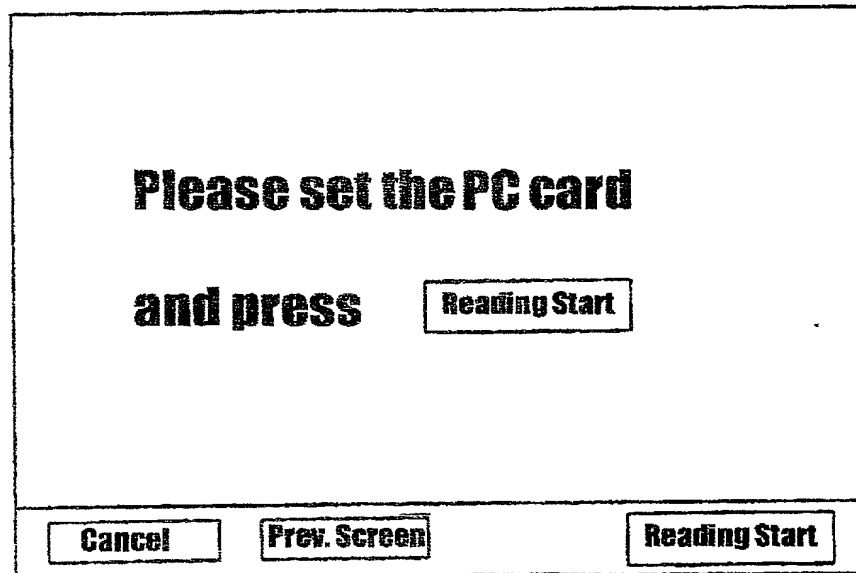 Please set the PC card
and press Reading Start
Cancel Prev. Screen Reading Start